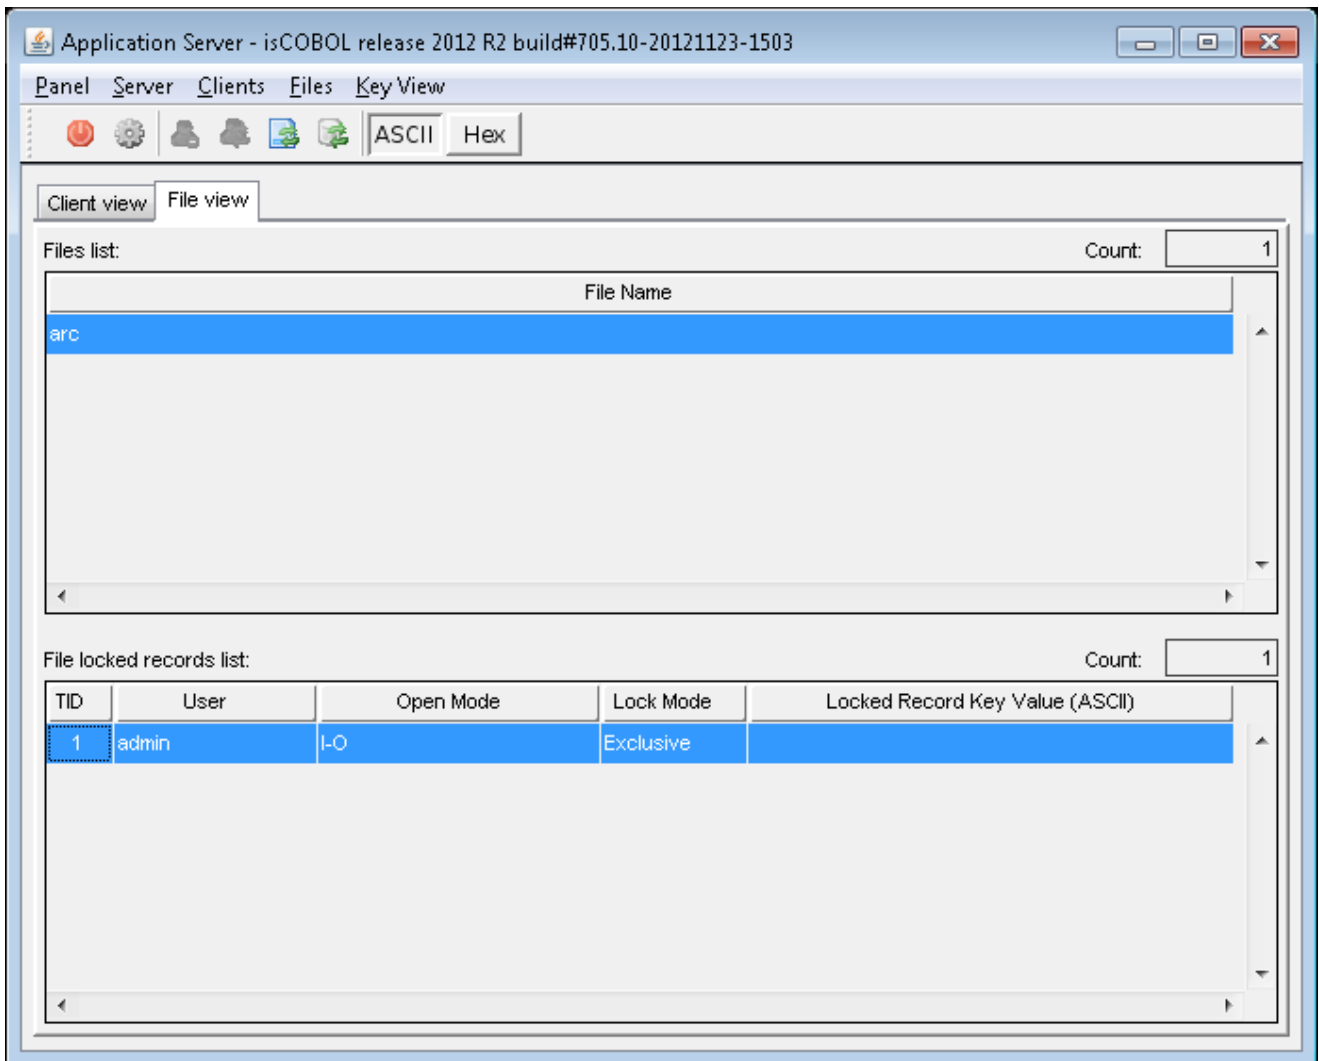 Application Server - isCOBOL release 2012 R2 build#705.10-20121123-1503
Panel Server Clients Files Key View
ASCII Hex
Client view File view
Files list: Count: 1
File Name
arc
File locked records list: Count: 1
TID User Open Mode Lock Mode Locked Record Key Value (ASCII)
1 admin I-O Exclusive